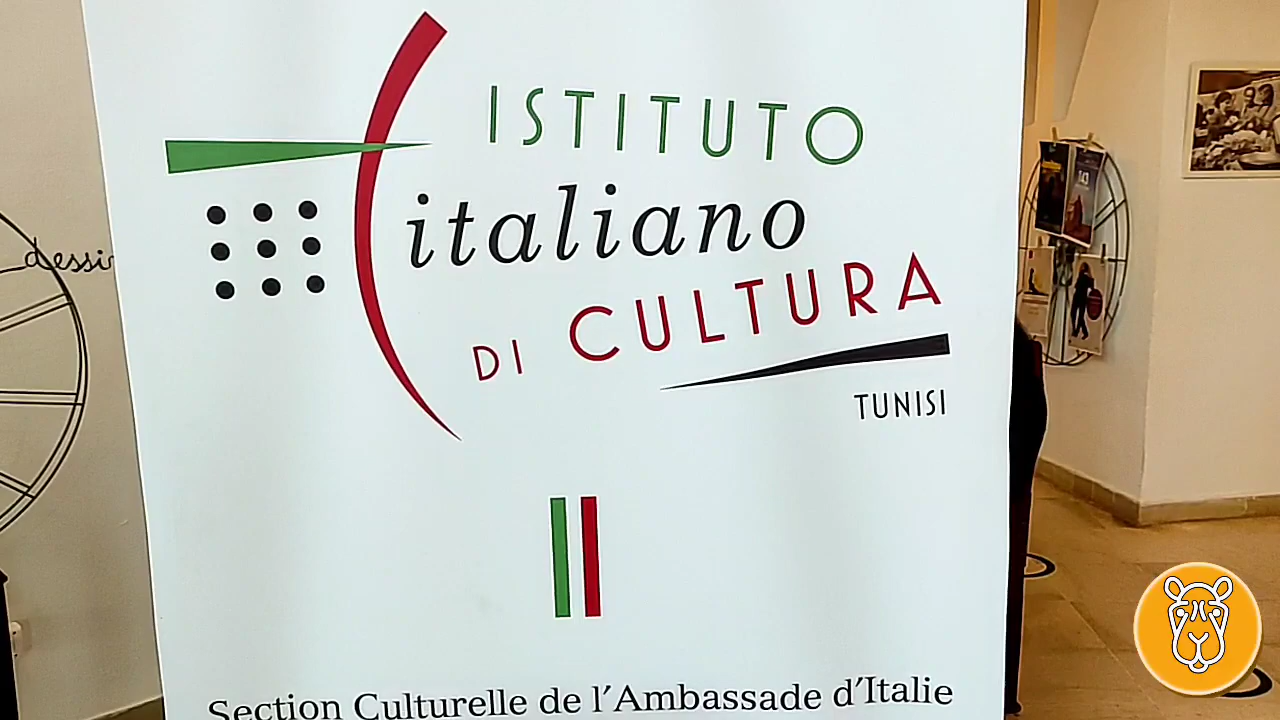 ISTITUTO
italiano
DI CULTURA
TUNISI
Section Culturelle de l'Ambassade d'Italie